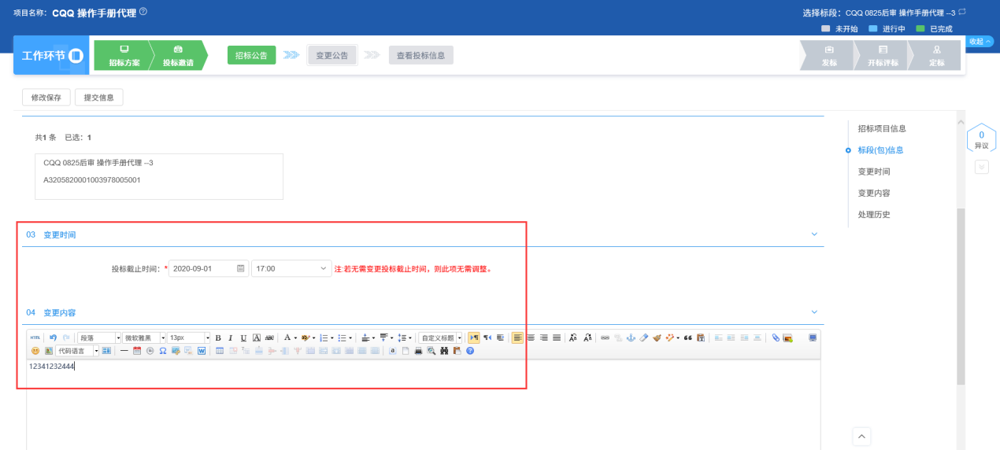 项目名称: CQQ 操作手册代理
选择标段: CQQ 0825后审 操作手册代理 --3
未开始 进行中 已完成
工作环节
招标方案
投标邀请
招标公告
变更公告
查看投标信息
发标
开标评标
定标
收起
修改保存
提交信息
共1 条 已选: 1
CQQ 0825后审 操作手册代理 --3
A3205820001003978005001
招标项目信息
标段(包)信息
变更时间
变更内容
处理历史
0
异议
03 变更时间
投标截止时间: * 2020-09-01 17:00 注:若无需变更投标截止时间，则此项无需调整。
04 变更内容
HTML 段落 微软雅黑 13px B I U A ABC A 自定义标题
代码语言
12341232444